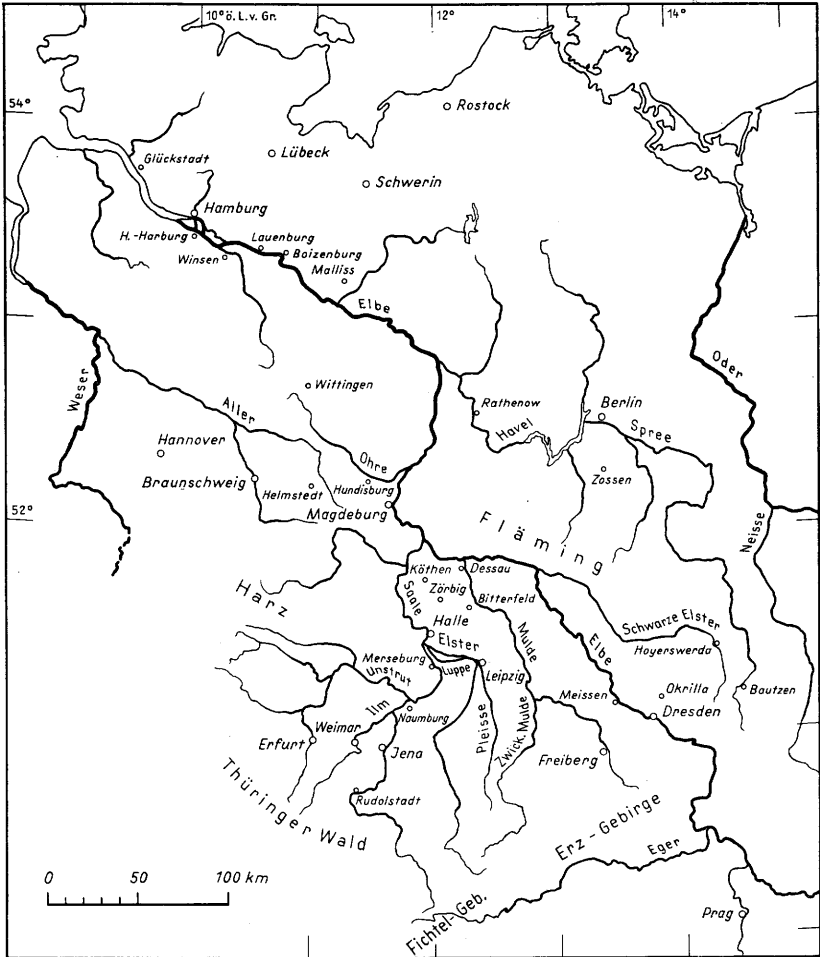 10° ö. L. v. Gr.
12°
14°
54°
Rostock
Glückstadt
Lübeck
Schwerin
Hamburg
H.-Harburg
Lauenburg
Boizenburg
Winsen
Malliss
Elbe
Oder
Weser
Wittingen
Rathenow
Berlin
Aller
Havel
Spree
Hannover
Ohre
Zossen
Braunschweig
Helmstedt
Hundisburg
Magdeburg
52°
Fläming
Neisse
Harz
Köthen
Dessau
Zörbig
Bitterfeld
Saale
Halle
Elster
Mulde
Elbe
Schwarze Elster
Hoyerswerda
Merseburg
Unstrut
Luppe
Leipzig
Meissen
Okrilla
Bautzen
Ilm
Naumburg
Dresden
Weimar
Erfurt
Jena
Pleisse
Zwick. Mulde
Freiberg
Rudolstadt
Thüringer Wald
Erz-Gebirge
Eger
0 50 100 km
Fichtel-Geb.
Prag